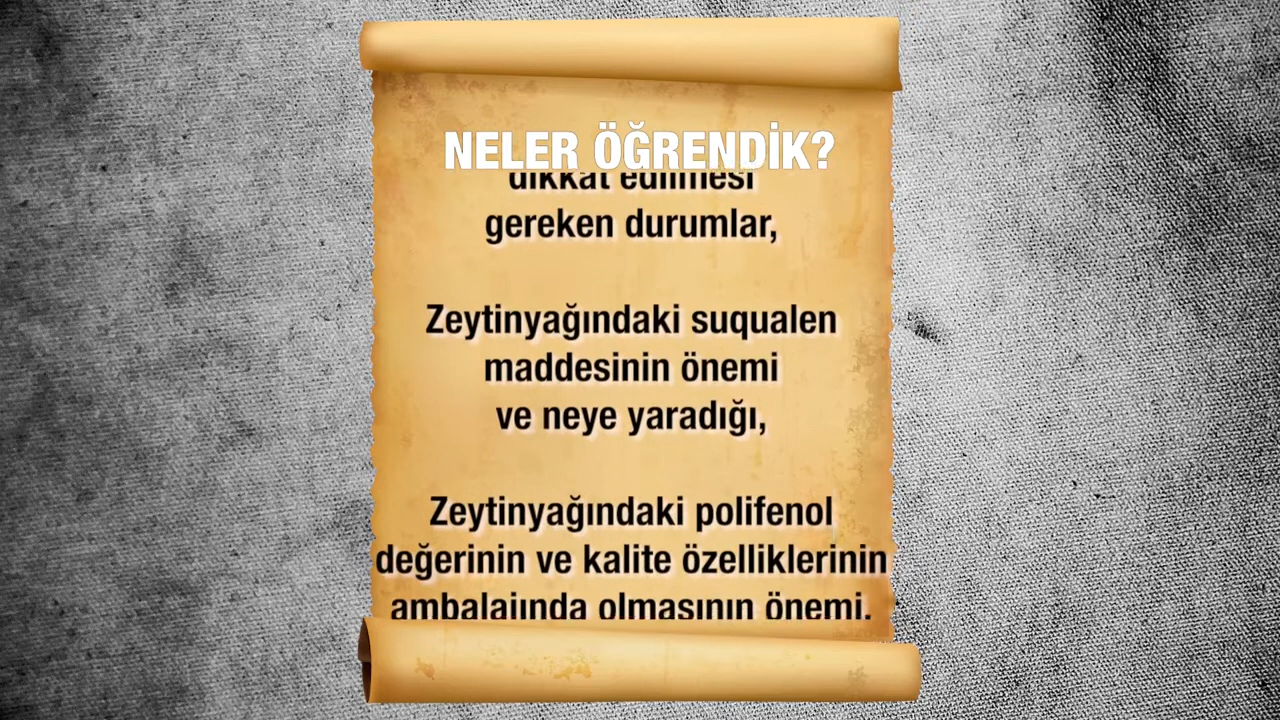 NELER ÖĞRENDİK?
dikkat edilmesi
gereken durumlar,
Zeytinyağındaki suqualen
maddesinin önemi
ve neye yaradığı,
Zeytinyağındaki polifenol
değerinin ve kalite özelliklerinin
ambalajında olmasının önemi.